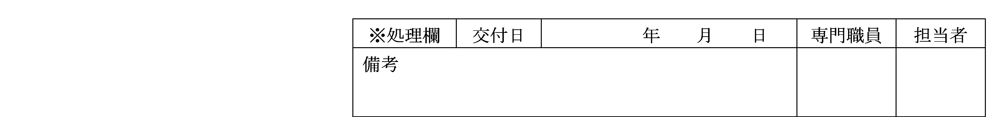 ※処理欄 交付日 年 月 日 専門職員 担当者
備考